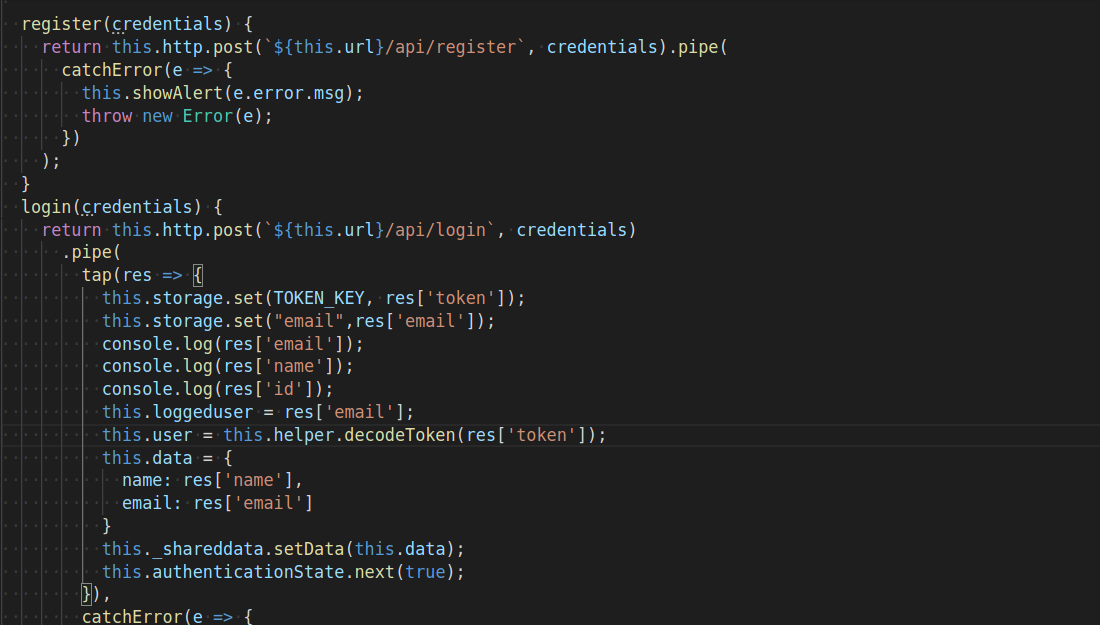 register(credentials) {
return this.http.post(`${this.url}/api/register`, credentials).pipe(
catchError(e => {
this.showAlert(e.error.msg);
throw new Error(e);
})
);
}
login(credentials) {
return this.http.post(`${this.url}/api/login`, credentials)
.pipe(
tap(res => {
this.storage.set(TOKEN_KEY, res['token']);
this.storage.set("email",res['email']);
console.log(res['email']);
console.log(res['name']);
console.log(res['id']);
this.loggeduser = res['email'];
this.user = this.helper.decodeToken(res['token']);
this.data = {
name: res['name'],
email: res['email']
}
this._shareddata.setData(this.data);
this.authenticationState.next(true);
}),
catchError(e => {